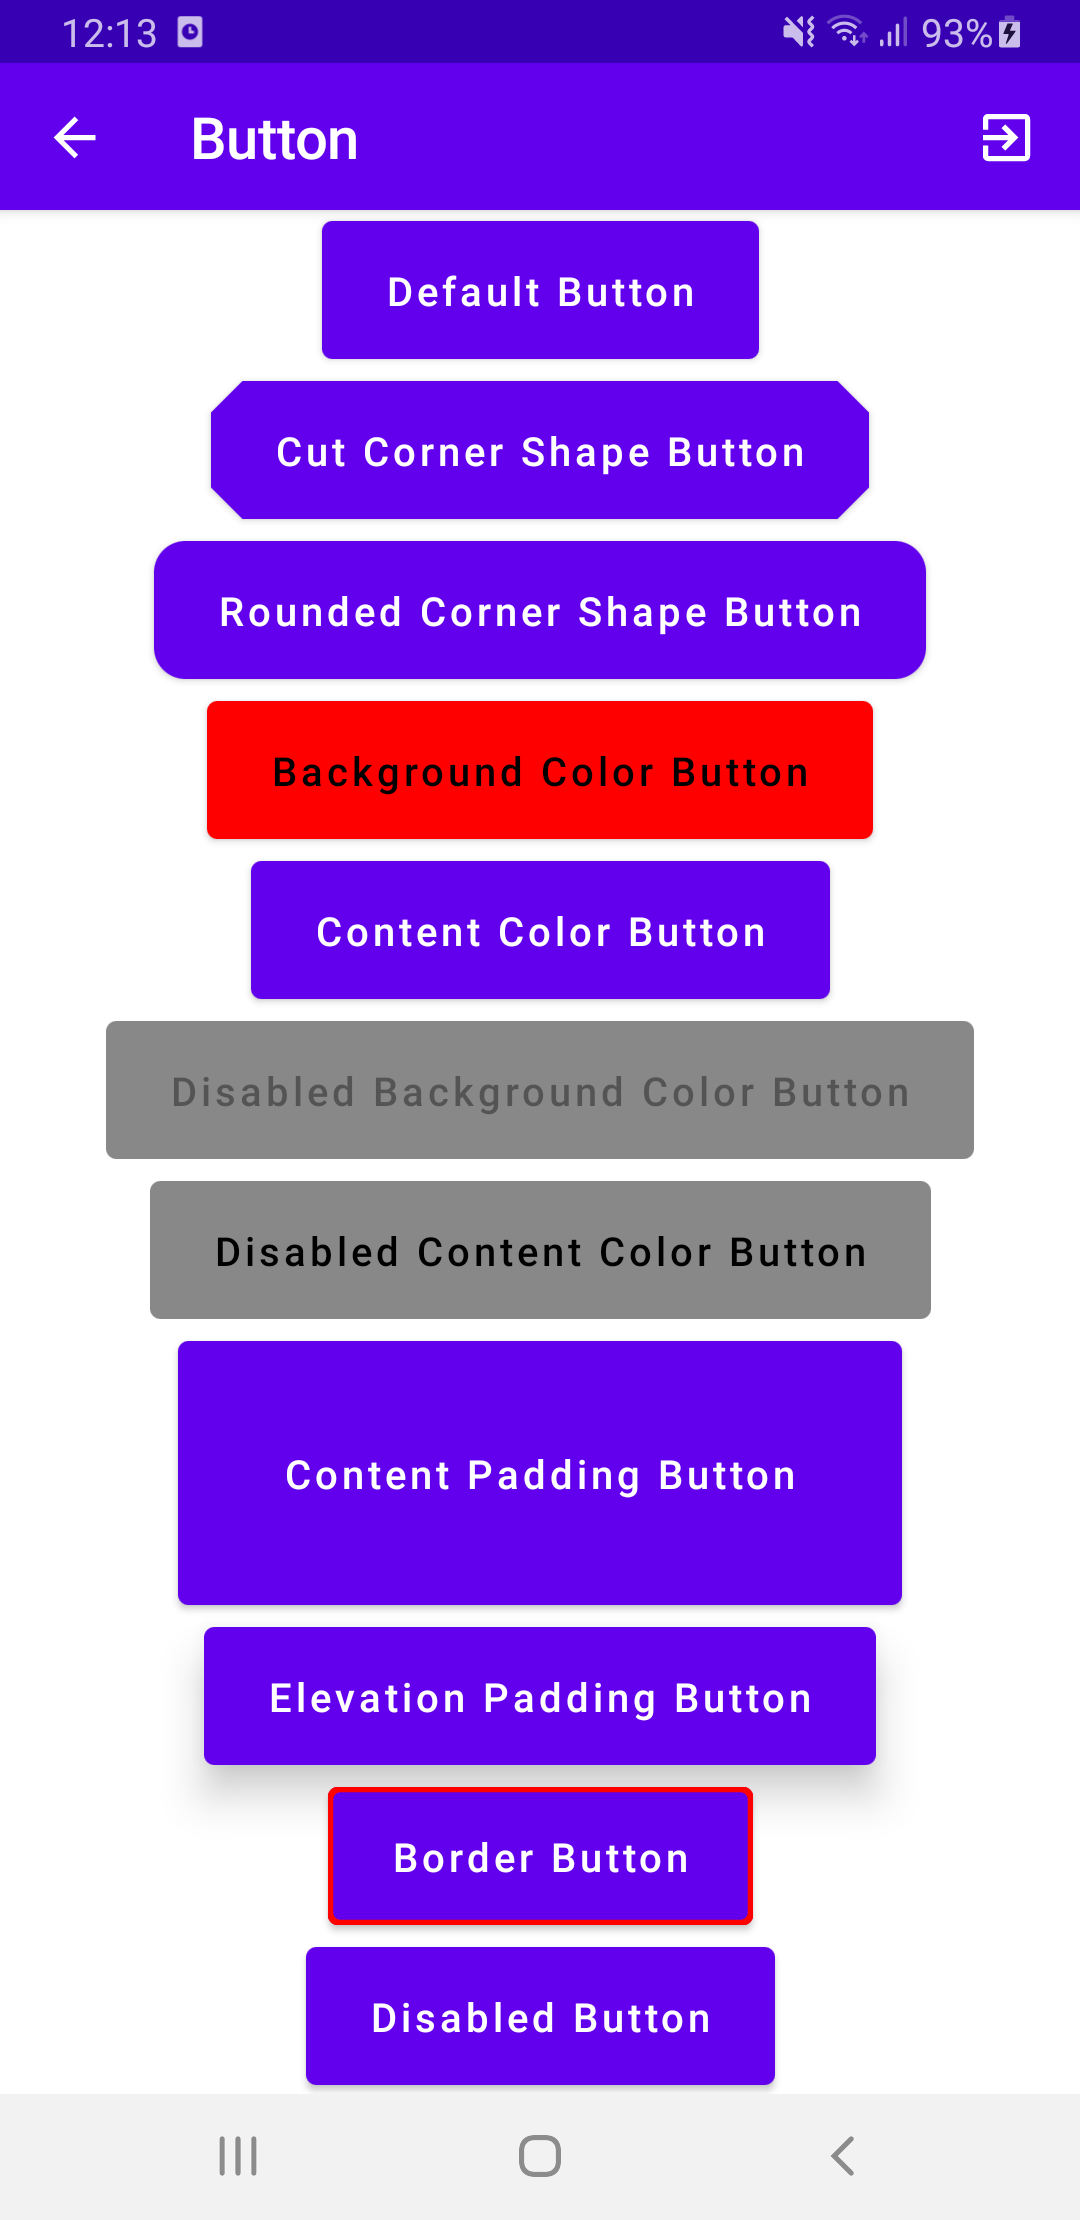 12:13 93%
Button
Default Button
Cut Corner Shape Button
Rounded Corner Shape Button
Background Color Button
Content Color Button
Disabled Background Color Button
Disabled Content Color Button
Content Padding Button
Elevation Padding Button
Border Button
Disabled Button